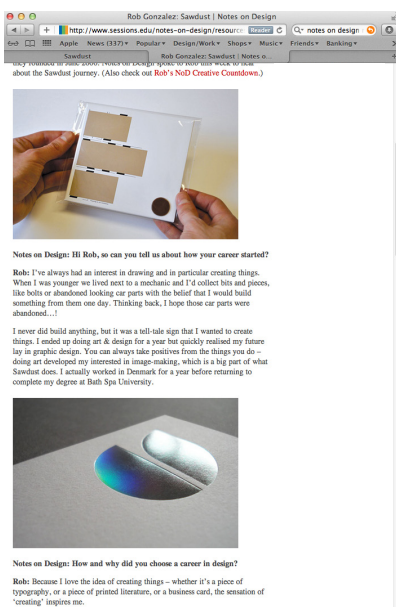 Rob Gonzalez: Sawdust | Notes on Design
http://www.sessions.edu/notes-on-design/resource Reader notes on design
Apple News (337) Popular Design/Work Shops Music Friends Banking
Sawdust Rob Gonzalez: Sawdust | Notes o...
they founded in June 2006. Notes on Design spoke to Rob this week to hear
about the Sawdust journey. (Also check out Rob's NoD Creative Countdown.)
Notes on Design: Hi Rob, so can you tell us about how your career started?
Rob: I've always had an interest in drawing and in particular creating things.
When I was younger we lived next to a mechanic and I'd collect bits and pieces,
like bolts or abandoned looking car parts with the belief that I would build
something from them one day. Thinking back, I hope those car parts were
abandoned…!
I never did build anything, but it was a tell-tale sign that I wanted to create
things. I ended up doing art & design for a year but quickly realised my future
lay in graphic design. You can always take positives from the things you do –
doing art developed my interested in image-making, which is a big part of what
Sawdust does. I actually worked in Denmark for a year before returning to
complete my degree at Bath Spa University.
Notes on Design: How and why did you choose a career in design?
Rob: Because I love the idea of creating things – whether it's a piece of
typography, or a piece of printed literature, or a business card, the sensation of
'creating' inspires me.